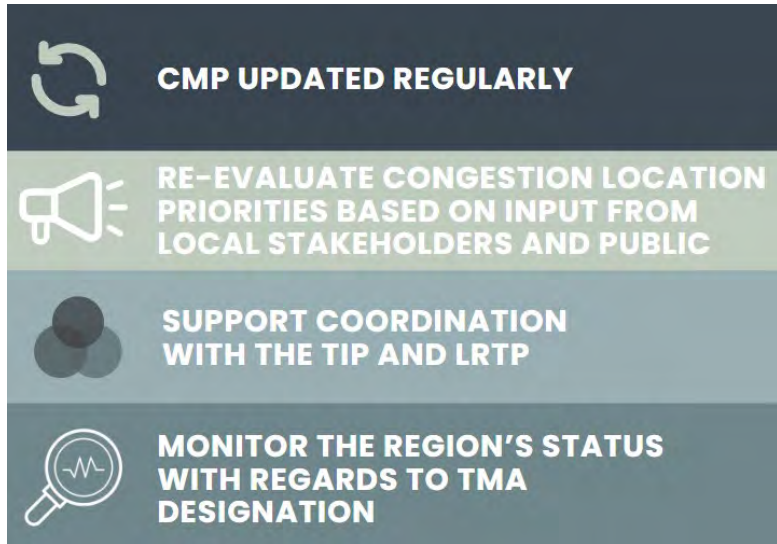 CMP UPDATED REGULARLY
RE-EVALUATE CONGESTION LOCATION
PRIORITIES BASED ON INPUT FROM
LOCAL STAKEHOLDERS AND PUBLIC
SUPPORT COORDINATION
WITH THE TIP AND LRTP
MONITOR THE REGION’S STATUS
WITH REGARDS TO TMA
DESIGNATION